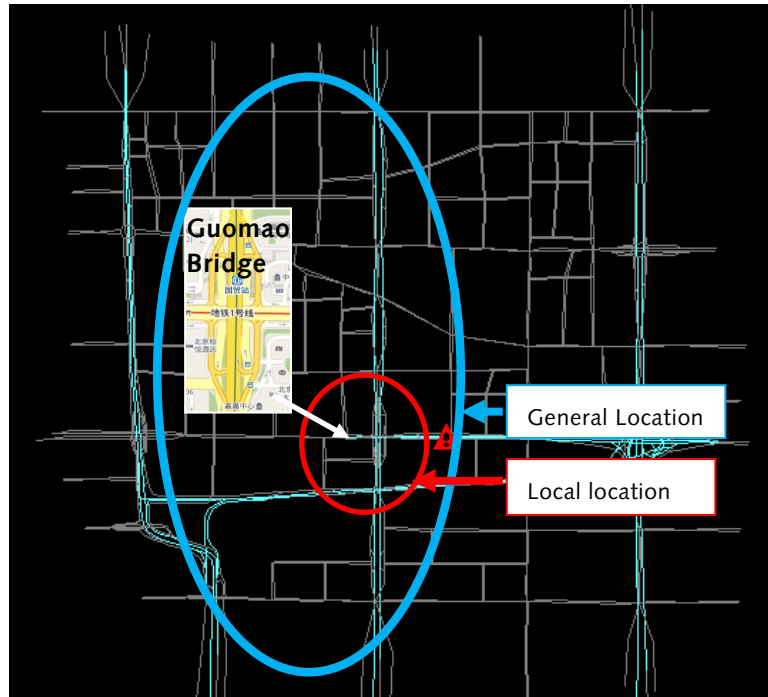 Guomao
Bridge
国贸站
地铁1号线
General Location
Local location